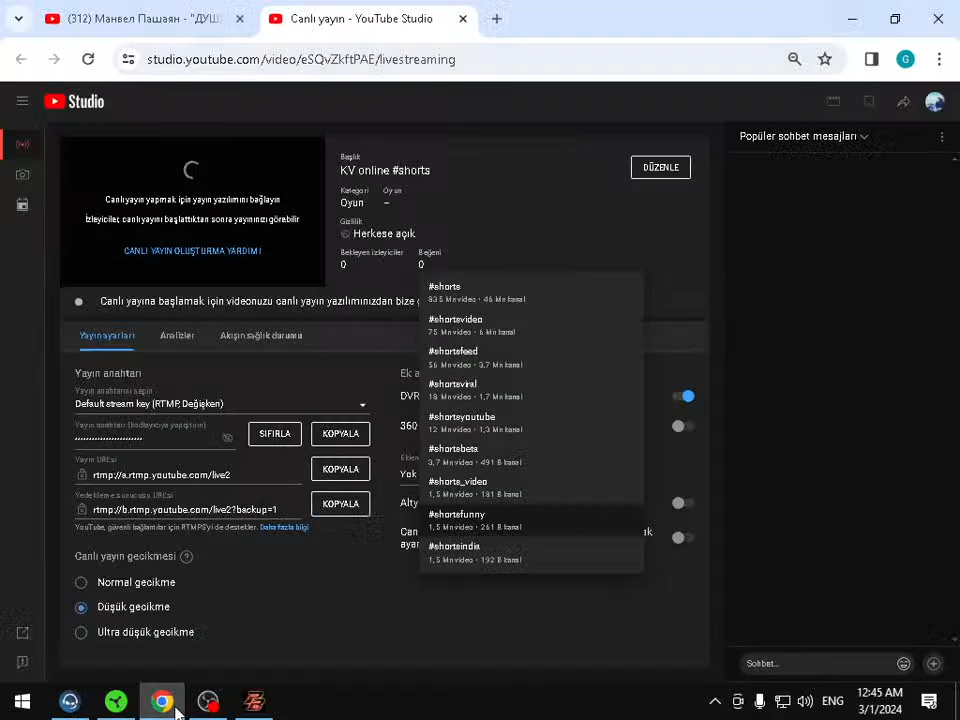 (312) Манвел Пашаян - "ДУШ
Canlı yayın - YouTube Studio
studio.youtube.com/video/eSQvZkftPAE/livestreaming
G
Studio
Canlı yayın yapmak için yayın yazılımını bağlayın
İzleyiciler, canlı yayını başlattıktan sonra yayınınızı görebilir
CANLI YAYIN OLUŞTURMA YARDIMI
Başlık
KV online #shorts
DÜZENLE
Kategori
Oyun
Oyun
–
Gizlilik
Herkese açık
Bekleyen izleyiciler
Beğeni
0
0
Popüler sohbet mesajları
Canlı yayına başlamak için videonuzu canlı yayın yazılımınızdan bize g
Yayın ayarları
Analizler
Akışın sağlık durumu
Yayın anahtarı
Yayın anahtarını seçin
Default stream key (RTMP, Değişken)
Yayın anahtarı (kodlayıcıya yapıştırın)
SIFIRLA
KOPYALA
Yayın URL'si
rtmp://a.rtmp.youtube.com/live2
KOPYALA
Yedekleme sunucusu URL'si
rtmp://b.rtmp.youtube.com/live2?backup=1
KOPYALA
YouTube, güvenli bağlantılar için RTMPS'yi de destekler. Daha fazla bilgi
Canlı yayın gecikmesi
Normal gecikme
Düşük gecikme
Ultra düşük gecikme
Ek a
DVR
360
Eklen
Yok
Alty
Can
ayar
ak
#shorts
835 Mn video • 46 Mn kanal
#shortsvideo
75 Mn video • 6 Mn kanal
#shortsfeed
56 Mn video • 3,7 Mn kanal
#shortsviral
18 Mn video • 1,7 Mn kanal
#shortsyoutube
12 Mn video • 1,3 Mn kanal
#shortsbeta
3,7 Mn video • 491 B kanal
#shorts_video
1,5 Mn video • 181 B kanal
#shortsfunny
1,5 Mn video • 261 B kanal
#shortsindia
1,5 Mn video • 192 B kanal
Sohbet...
ENG
12:45 AM
3/1/2024